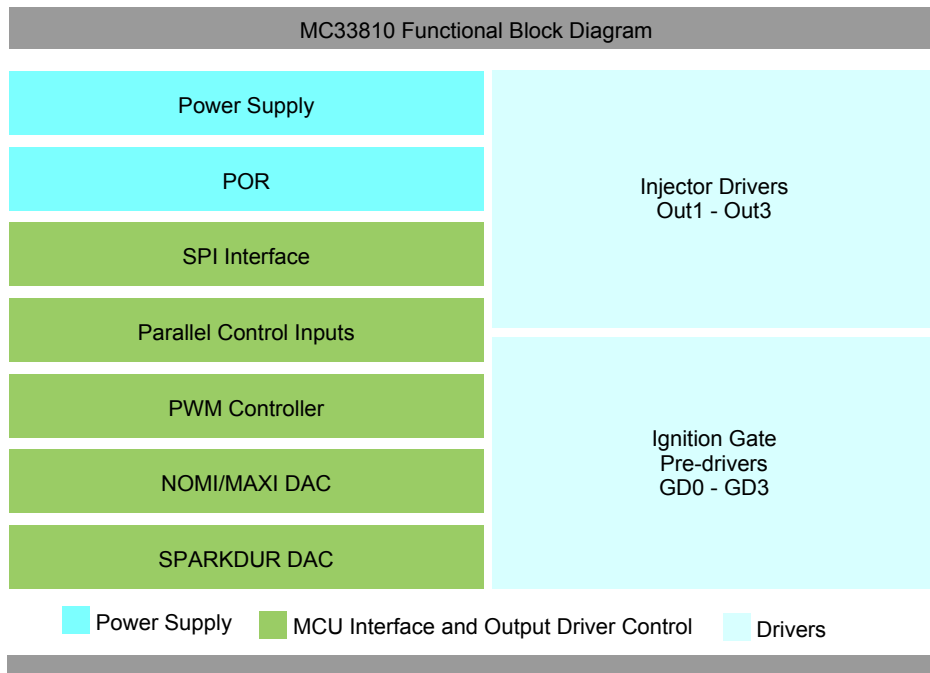 MC33810 Functional Block Diagram
Power Supply
POR
SPI Interface
Parallel Control Inputs
PWM Controller
NOMI/MAXI DAC
SPARKDUR DAC
Injector Drivers
Out1 - Out3
Ignition Gate
Pre-drivers
GD0 - GD3
Power Supply
MCU Interface and Output Driver Control
Drivers